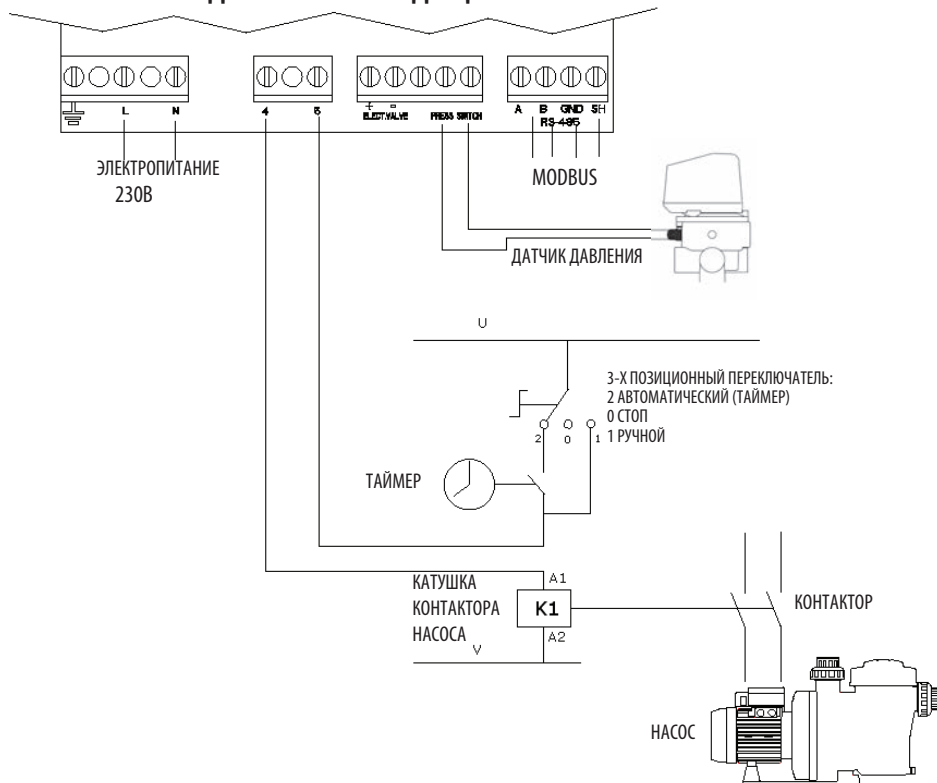 L
N
4
5
+
-
ELECT.VALVE
PRESS SWITCH
A
B
GND
SH
RS-485
ЭЛЕКТРОПИТАНИЕ
230В
MODBUS
ДАТЧИК ДАВЛЕНИЯ
U
3-Х ПОЗИЦИОННЫЙ ПЕРЕКЛЮЧАТЕЛЬ:
2 АВТОМАТИЧЕСКИЙ (ТАЙМЕР)
0 СТОП
1 РУЧНОЙ
2
0
1
ТАЙМЕР
КАТУШКА
КОНТАКТОРА
НАСОСА
A1
K1
A2
V
КОНТАКТОР
НАСОС